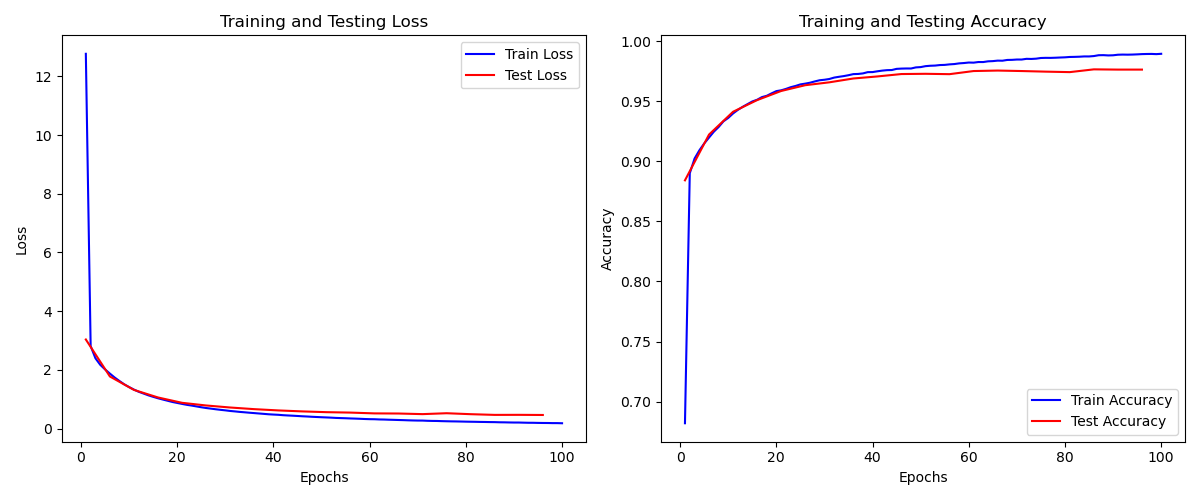 Training and Testing Loss
Train Loss
Test Loss
12
10
8
6
4
2
0
Loss
0 20 40 60 80 100
Epochs
Training and Testing Accuracy
1.00
0.95
0.90
0.85
0.80
0.75
0.70
Accuracy
Train Accuracy
Test Accuracy
0 20 40 60 80 100
Epochs